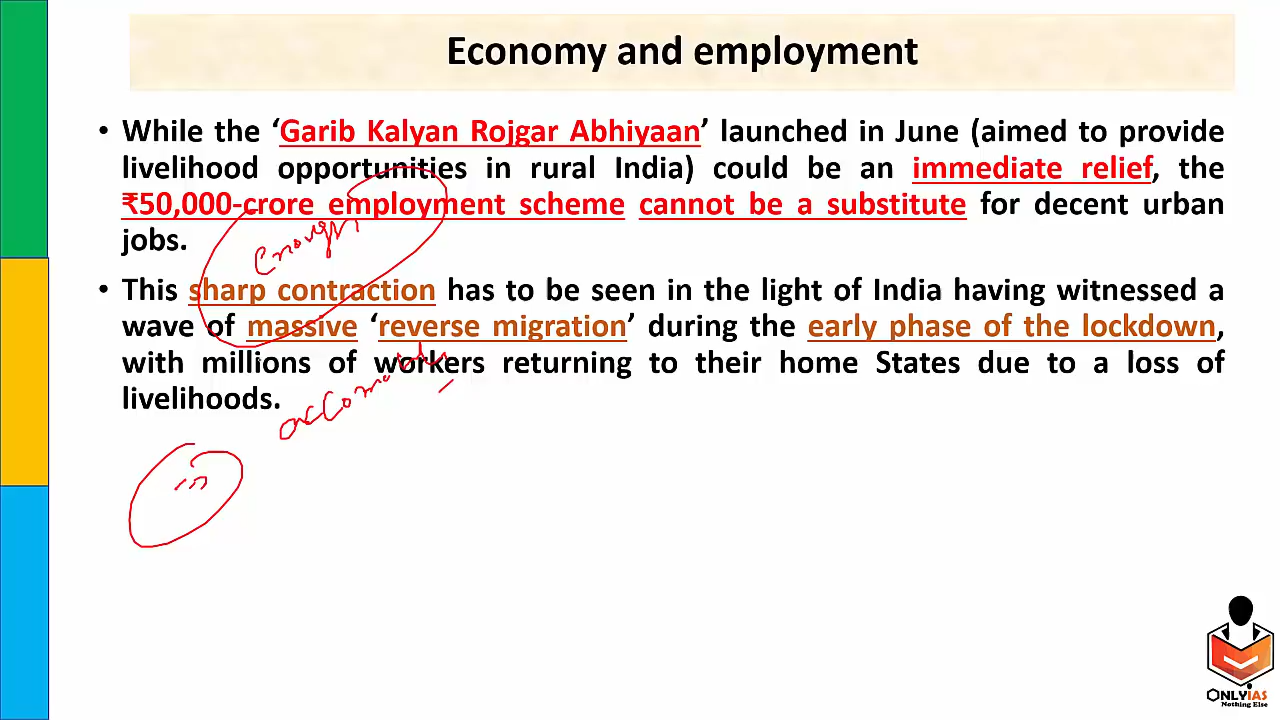 Economy and employment
• While the ‘Garib Kalyan Rojgar Abhiyaan’ launched in June (aimed to provide
livelihood opportunities in rural India) could be an immediate relief, the
₹50,000-crore employment scheme cannot be a substitute for decent urban
jobs.
Enough
• This sharp contraction has to be seen in the light of India having witnessed a
wave of massive ‘reverse migration’ during the early phase of the lockdown,
with millions of workers returning to their home States due to a loss of
livelihoods.
ONLYIAS
Nothing Else